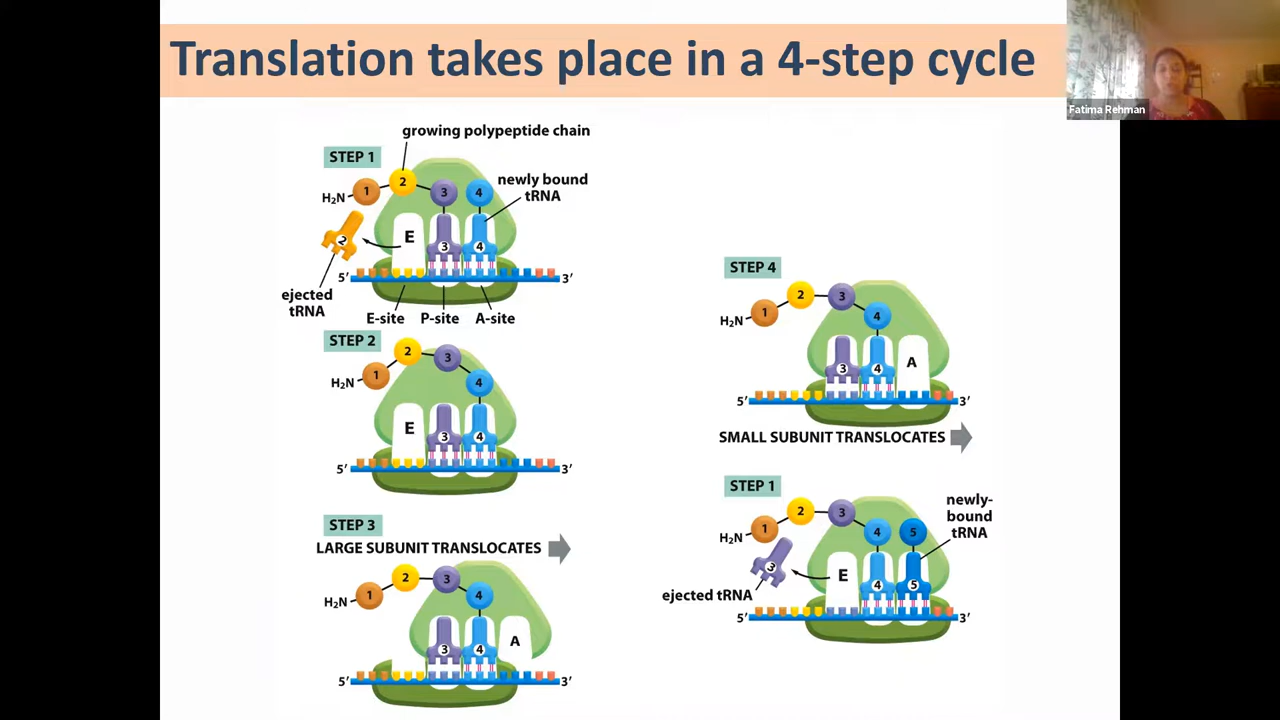 Translation takes place in a 4-step cycle
Fatima Rehman
growing polypeptide chain
STEP 1
newly bound
tRNA
H₂N
1
2
3
4
2
E
3
4
5′
3′
ejected
tRNA
E-site
P-site
A-site
STEP 2
H₂N
1
2
3
4
E
3
4
5′
3′
STEP 3
LARGE SUBUNIT TRANSLOCATES
H₂N
1
2
3
4
3
4
A
5′
3′
STEP 4
H₂N
1
2
3
4
3
4
A
5′
3′
SMALL SUBUNIT TRANSLOCATES
STEP 1
newly-
bound
tRNA
H₂N
1
2
3
4
5
3
E
4
5
ejected tRNA
5′
3′